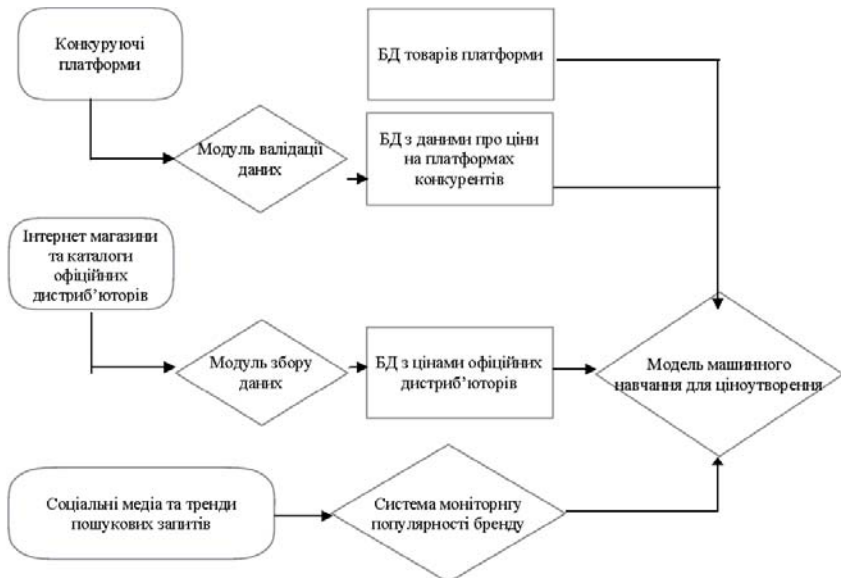 Конкуруючі
платформи
БД товарів платформи
Модуль валідації
даних
БД з даними про ціни
на платформах
конкурентів
Інтернет магазини
та каталоги
офіційних
дистриб’юторів
Модуль збору
даних
БД з цінами офіційних
дистриб’юторів
Модель машинного
навчання для ціноутворення
Соціальні медіа та тренди
пошукових запитів
Система моніторнгу
популярності бренду